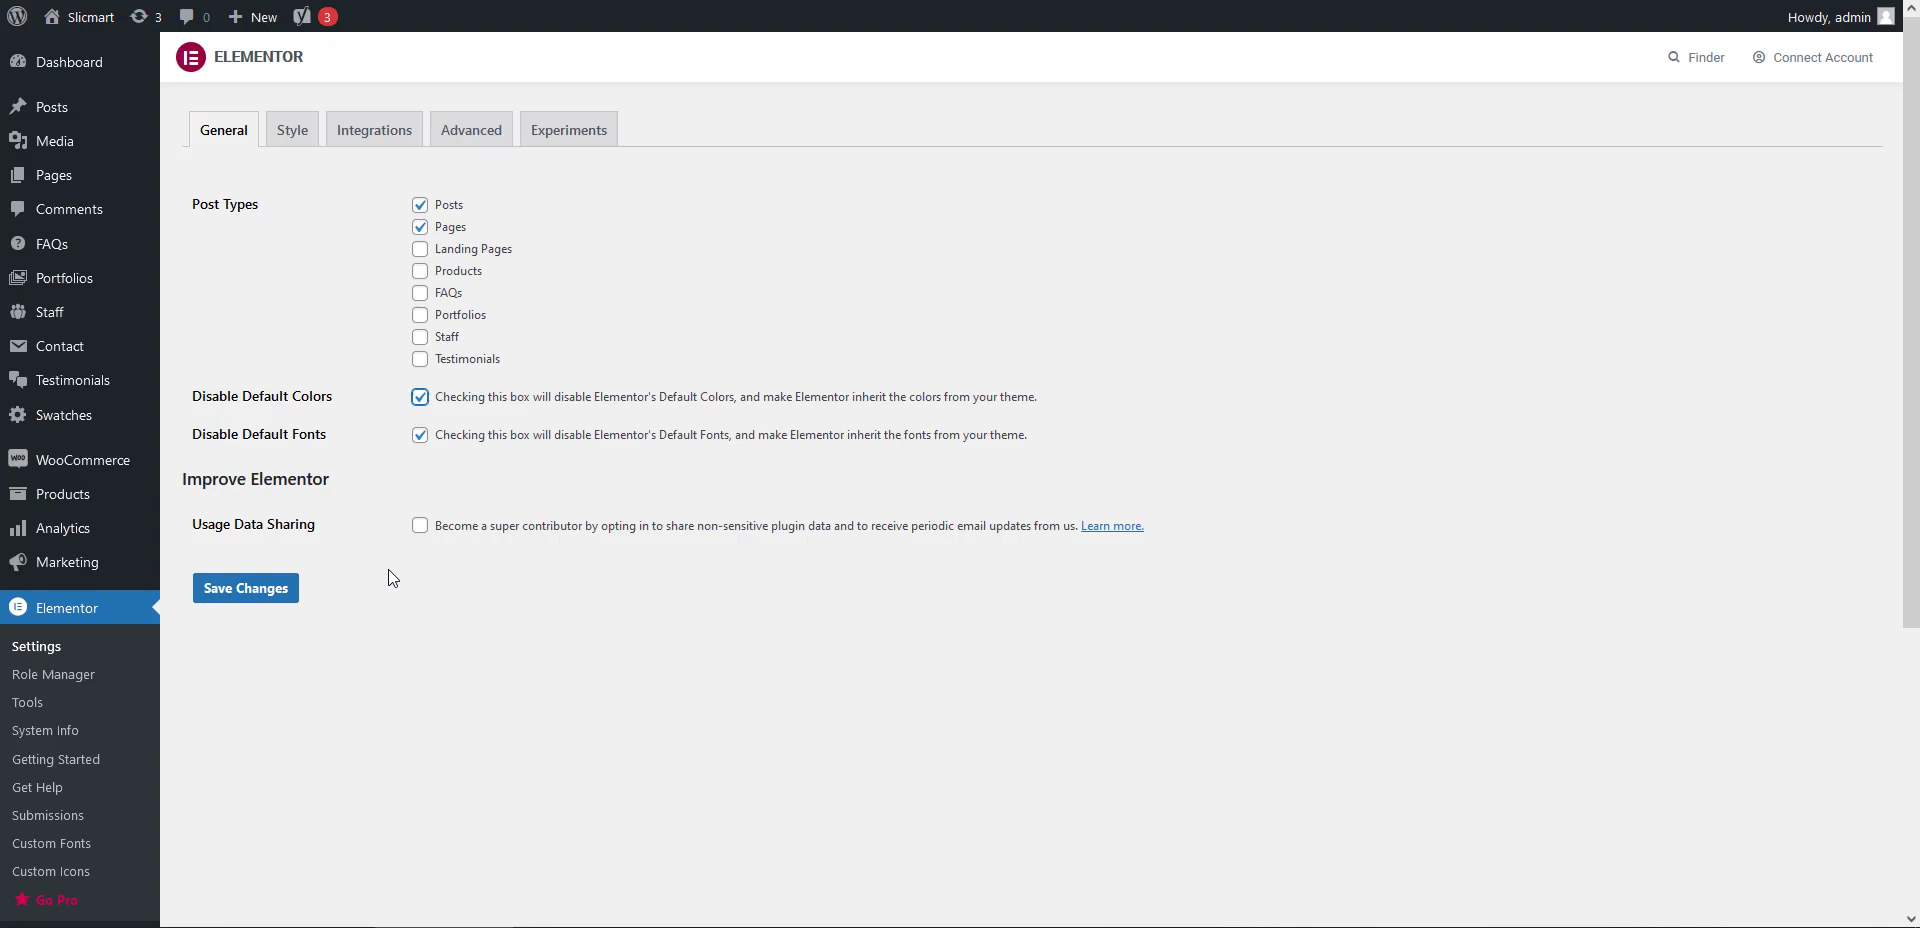 Slicmart 3 0 New 3 Howdy, admin
Dashboard
Posts
Media
Pages
Comments
FAQs
Portfolios
Staff
Contact
Testimonials
Swatches
WOO WooCommerce
Products
Analytics
Marketing
Elementor
Settings
Role Manager
Tools
System Info
Getting Started
Get Help
Submissions
Custom Fonts
Custom Icons
Go Pro
ELEMENTOR Finder Connect Account
General Style Integrations Advanced Experiments
Post Types
Posts
Pages
Landing Pages
Products
FAQs
Portfolios
Staff
Testimonials
Disable Default Colors Checking this box will disable Elementor's Default Colors, and make Elementor inherit the colors from your theme.
Disable Default Fonts Checking this box will disable Elementor's Default Fonts, and make Elementor inherit the fonts from your theme.
Improve Elementor
Usage Data Sharing Become a super contributor by opting in to share non-sensitive plugin data and to receive periodic email updates from us. Learn more.
Save Changes